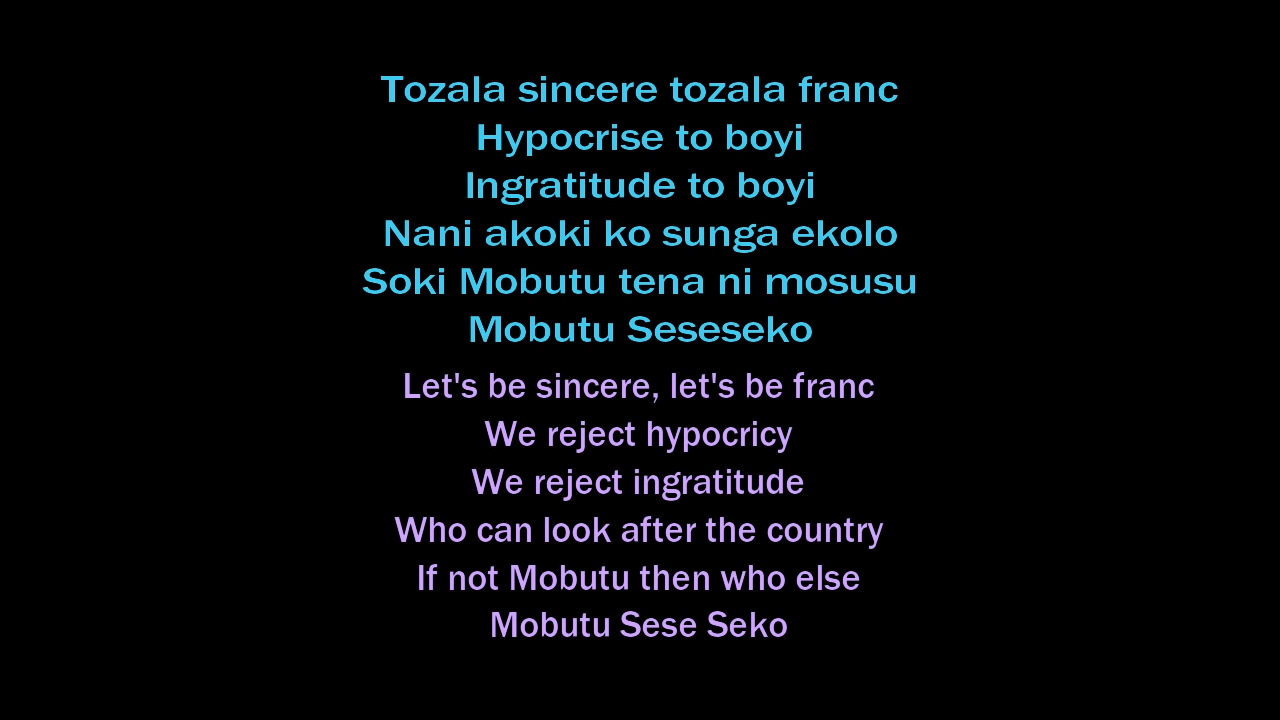 Tozala sincere tozala franc
Hypocrise to boyi
Ingratitude to boyi
Nani akoki ko sunga ekolo
Soki Mobutu tena ni mosusu
Mobutu Seseseko
Let's be sincere, let's be franc
We reject hypocricy
We reject ingratitude
Who can look after the country
If not Mobutu then who else
Mobutu Sese Seko